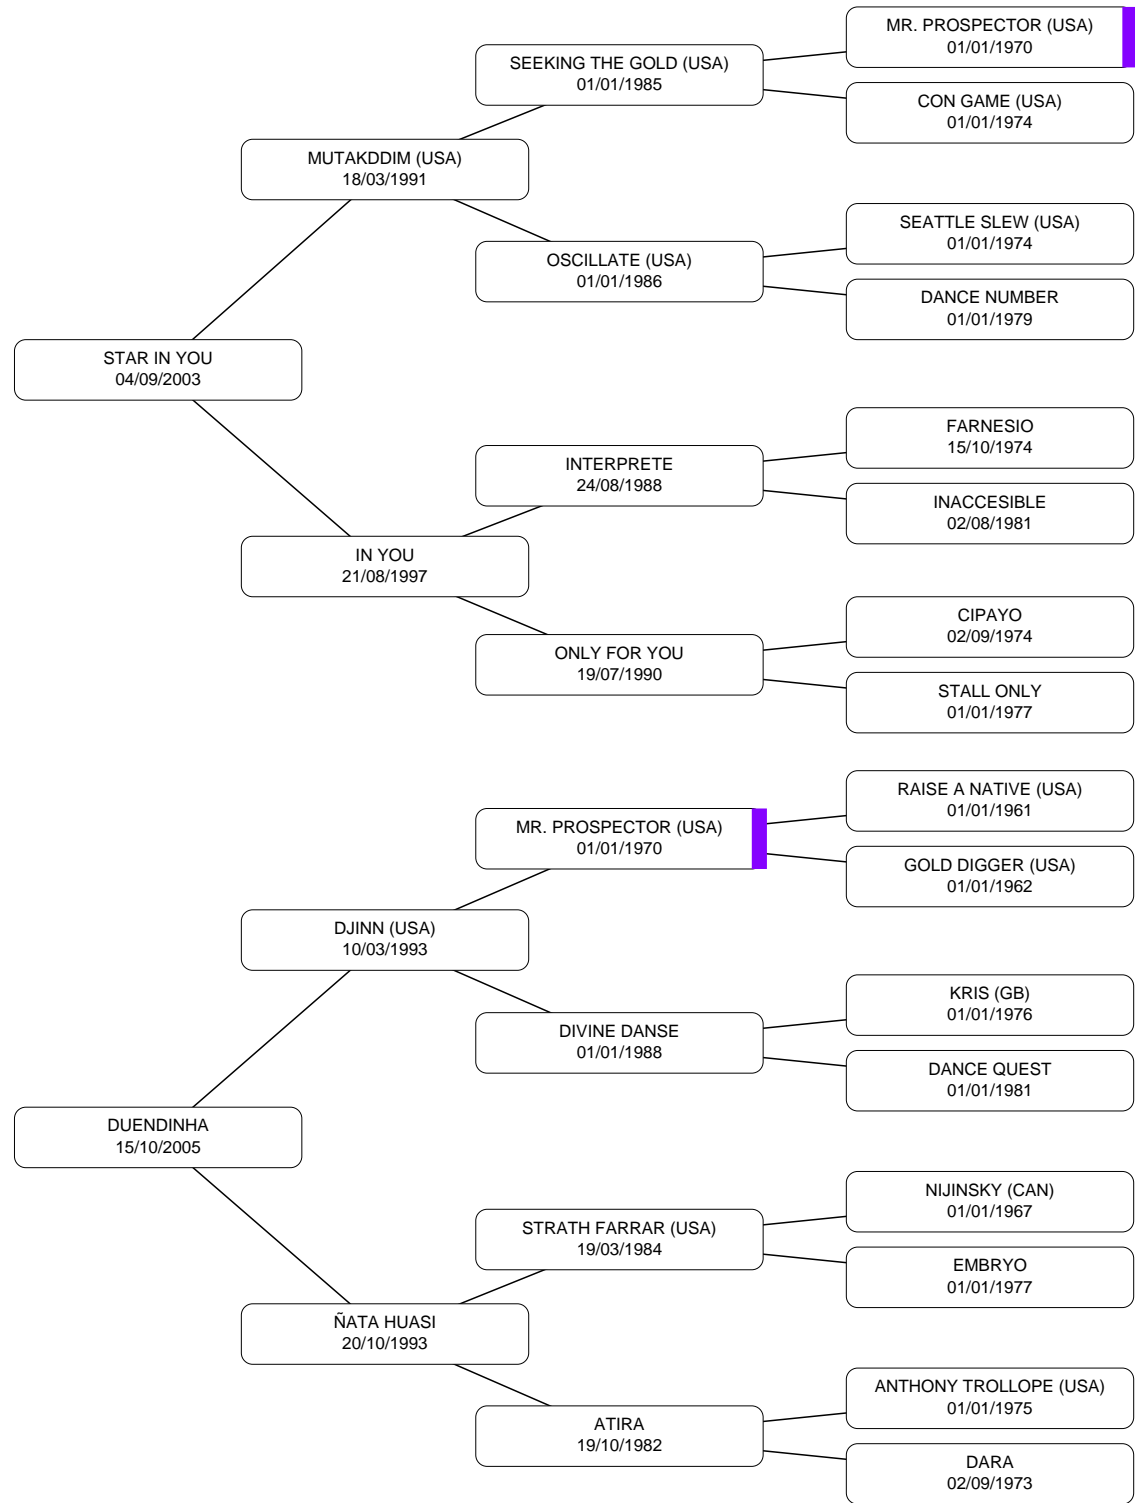 MR. PROSPECTOR (USA)
01/01/1970
SEEKING THE GOLD (USA)
01/01/1985
CON GAME (USA)
01/01/1974
MUTAKDDIM (USA)
18/03/1991
SEATTLE SLEW (USA)
01/01/1974
OSCILLATE (USA)
01/01/1986
DANCE NUMBER
01/01/1979
STAR IN YOU
04/09/2003
FARNESIO
15/10/1974
INTERPRETE
24/08/1988
INACCESIBLE
02/08/1981
IN YOU
21/08/1997
CIPAYO
02/09/1974
ONLY FOR YOU
19/07/1990
STALL ONLY
01/01/1977
RAISE A NATIVE (USA)
01/01/1961
MR. PROSPECTOR (USA)
01/01/1970
GOLD DIGGER (USA)
01/01/1962
DJINN (USA)
10/03/1993
KRIS (GB)
01/01/1976
DIVINE DANSE
01/01/1988
DANCE QUEST
01/01/1981
DUENDINHA
15/10/2005
NIJINSKY (CAN)
01/01/1967
STRATH FARRAR (USA)
19/03/1984
EMBRYO
01/01/1977
ÑATA HUASI
20/10/1993
ANTHONY TROLLOPE (USA)
01/01/1975
ATIRA
19/10/1982
DARA
02/09/1973